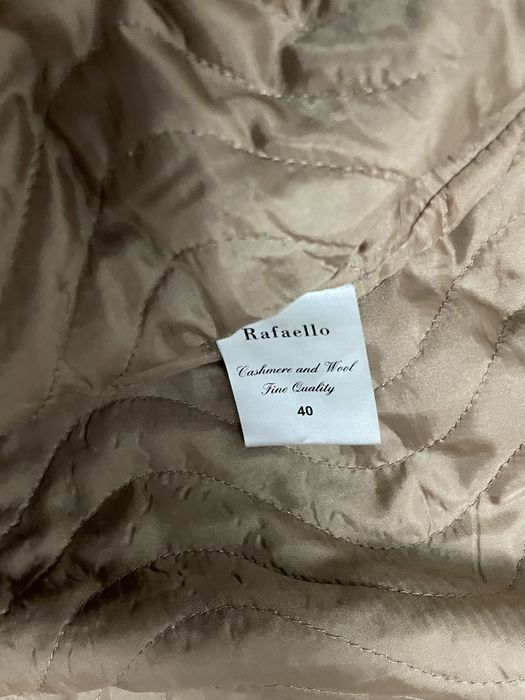 Rafaello
Cashmere and Wool
Fine Quality
40